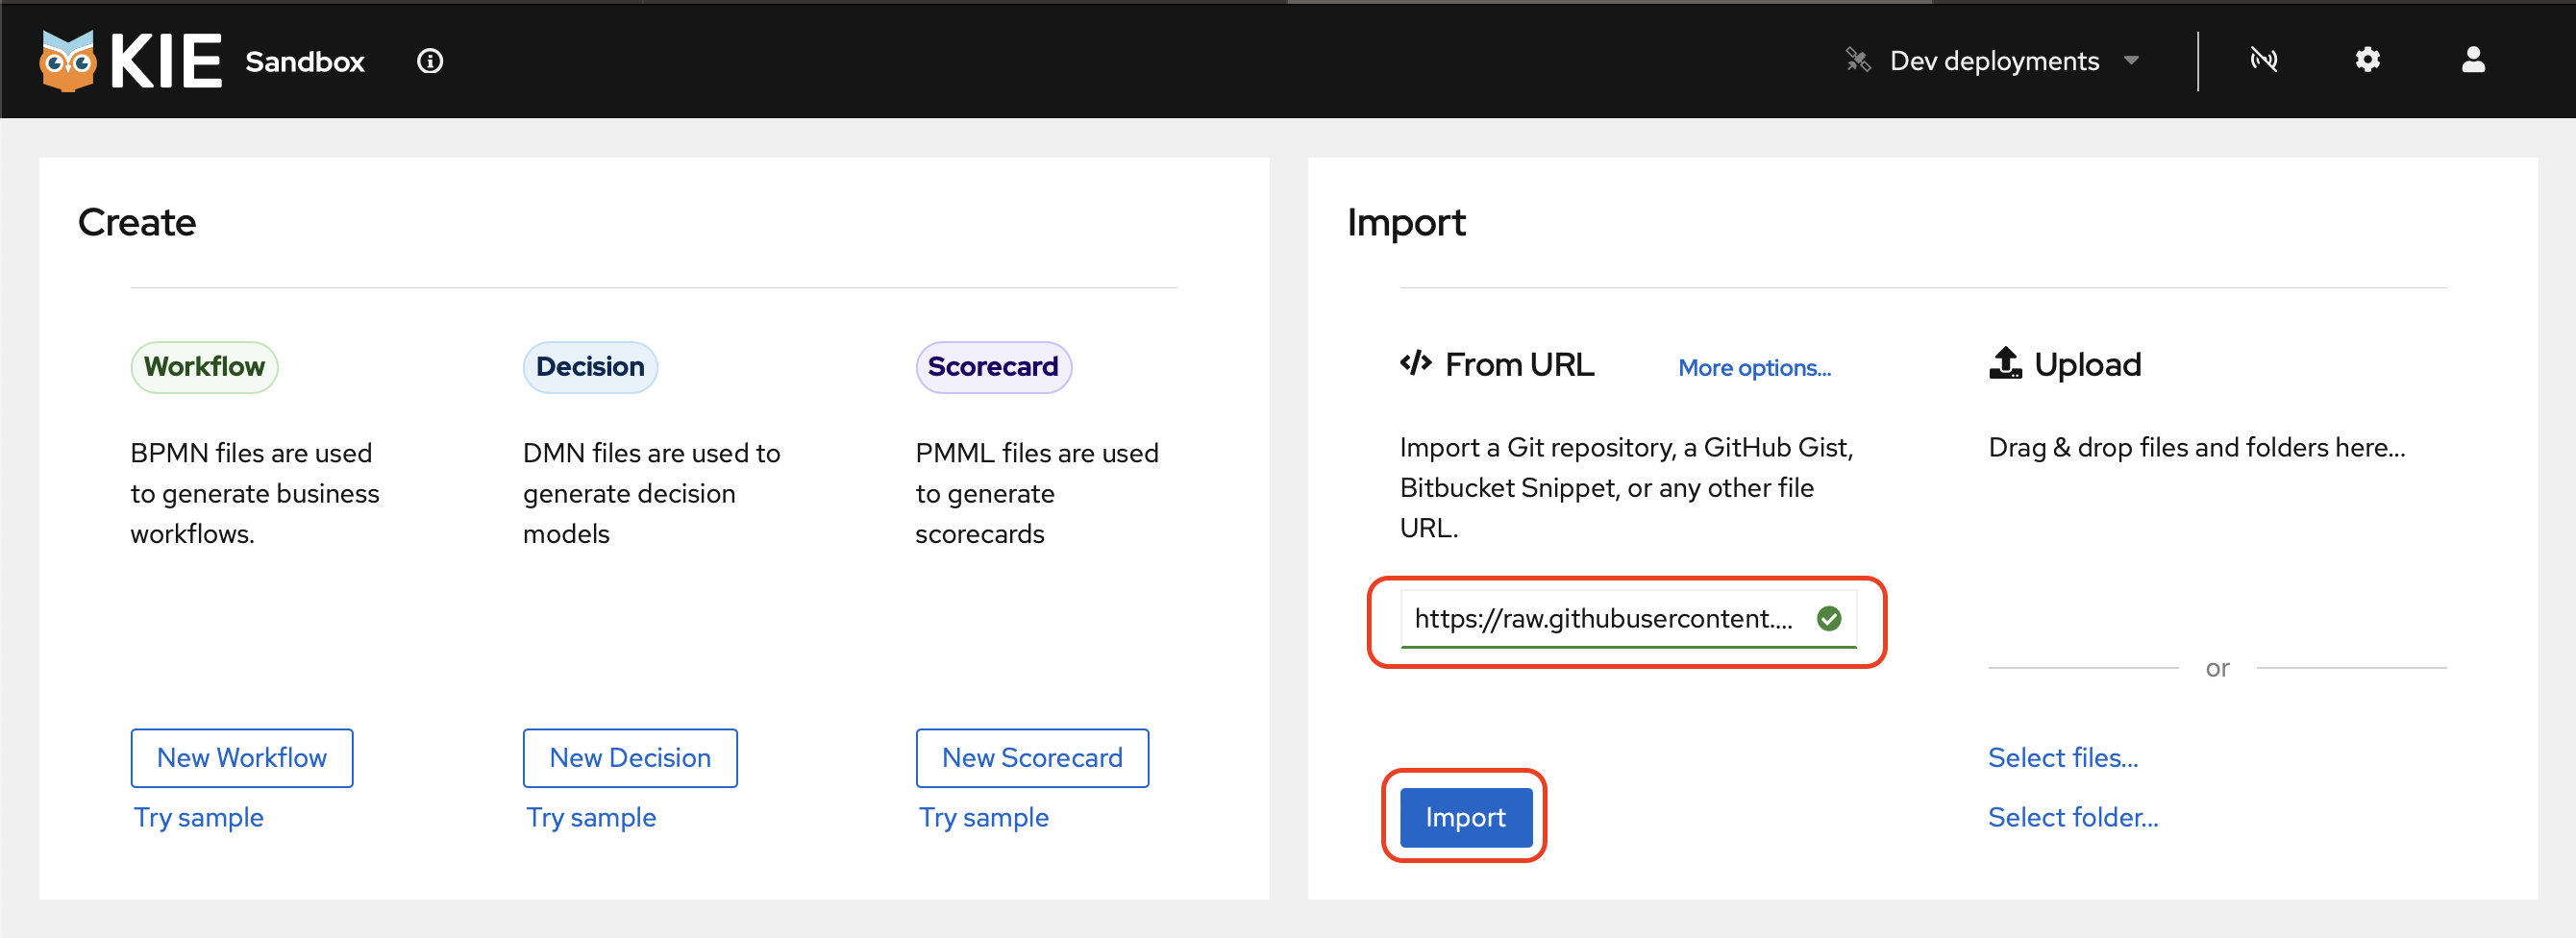 KIE Sandbox
Dev deployments
Create
Workflow
BPMN files are used
to generate business
workflows.
New Workflow
Try sample
Decision
DMN files are used to
generate decision
models
New Decision
Try sample
Scorecard
PMML files are used
to generate
scorecards
New Scorecard
Try sample
Import
From URL
More options...
Import a Git repository, a GitHub Gist,
Bitbucket Snippet, or any other file
URL.
https://raw.githubusercontent....
Import
Upload
Drag & drop files and folders here...
or
Select files...
Select folder...